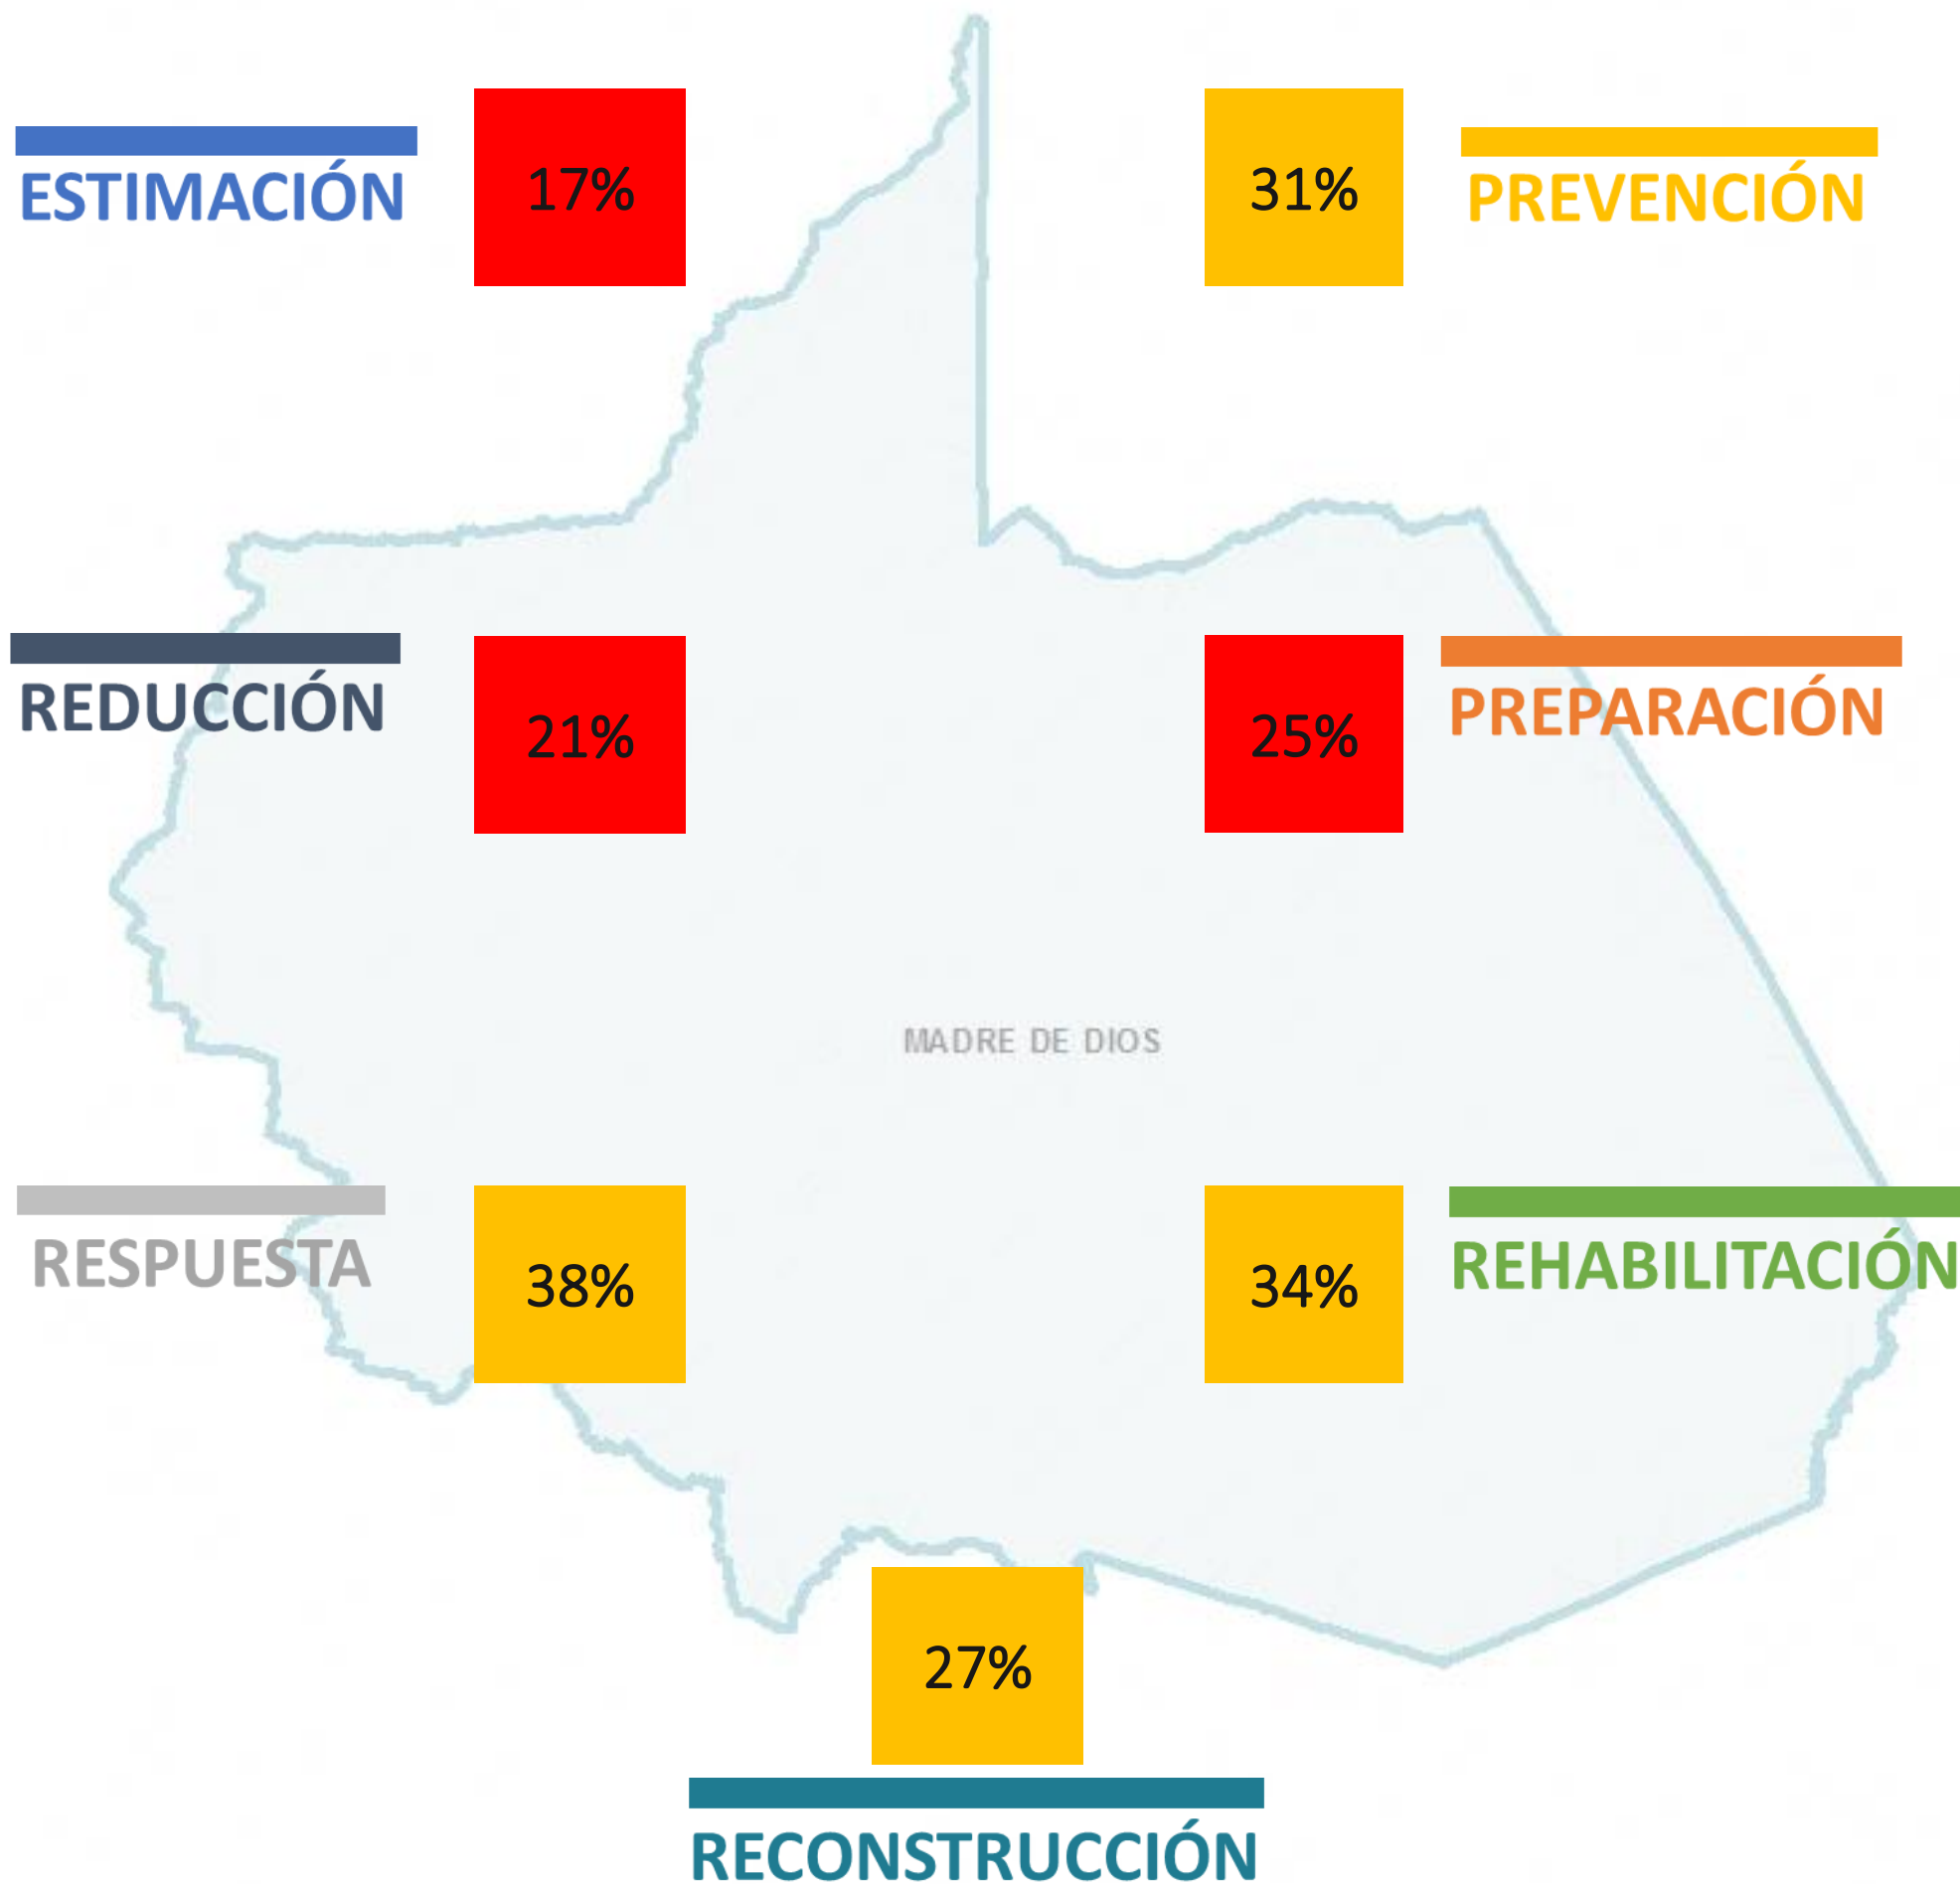 ESTIMACIÓN
17%
31%
PREVENCIÓN
REDUCCIÓN
21%
25%
PREPARACIÓN
MADRE DE DIOS
RESPUESTA
38%
34%
REHABILITACIÓN
27%
RECONSTRUCCIÓN